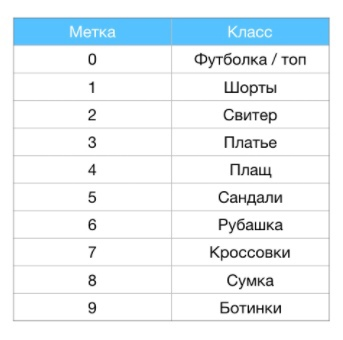 Метка Класс
0 Футболка / топ
1 Шорты
2 Свитер
3 Платье
4 Плащ
5 Сандали
6 Рубашка
7 Кроссовки
8 Сумка
9 Ботинки